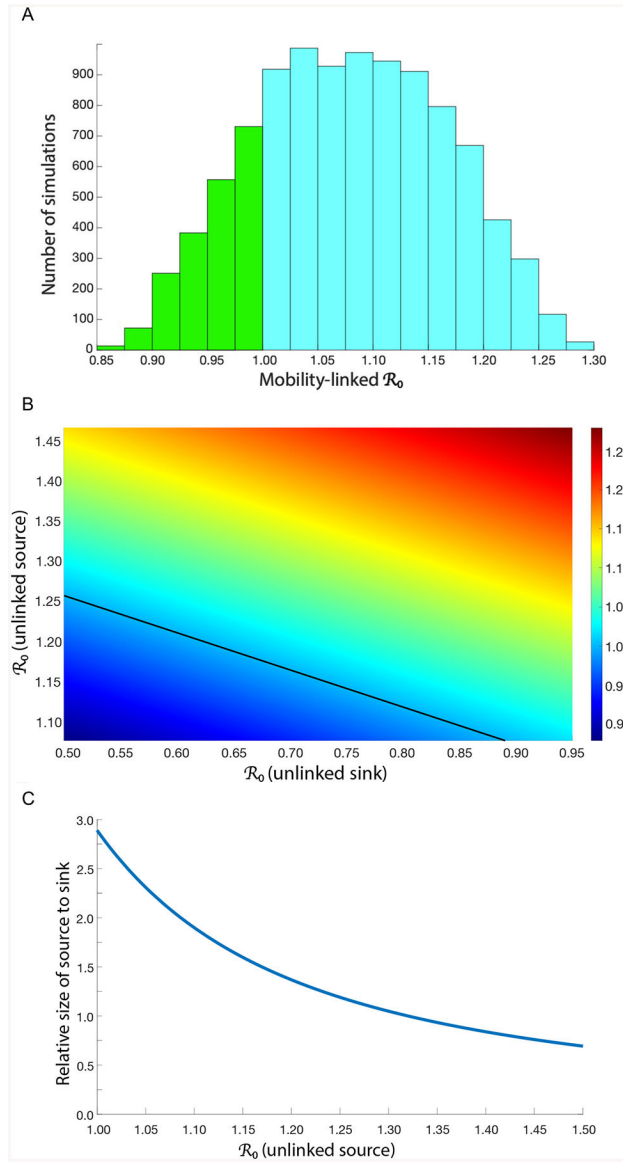 A
Number of simulations
900
800
700
600
500
400
300
200
100
0
0.85 0.90 0.95 1.00 1.05 1.10 1.15 1.20 1.25 1.30
Mobility-linked ℛ₀
B
ℛ₀ (unlinked source)
1.45
1.40
1.35
1.30
1.25
1.20
1.15
1.10
0.50 0.55 0.60 0.65 0.70 0.75 0.80 0.85 0.90 0.95
ℛ₀ (unlinked sink)
1.2
1.2
1.1
1.1
1.0
1.0
0.9
0.9
C
Relative size of source to sink
3.0
2.5
2.0
1.5
1.0
0.5
0.0
1.00 1.05 1.10 1.15 1.20 1.25 1.30 1.35 1.40 1.45 1.50
ℛ₀ (unlinked source)